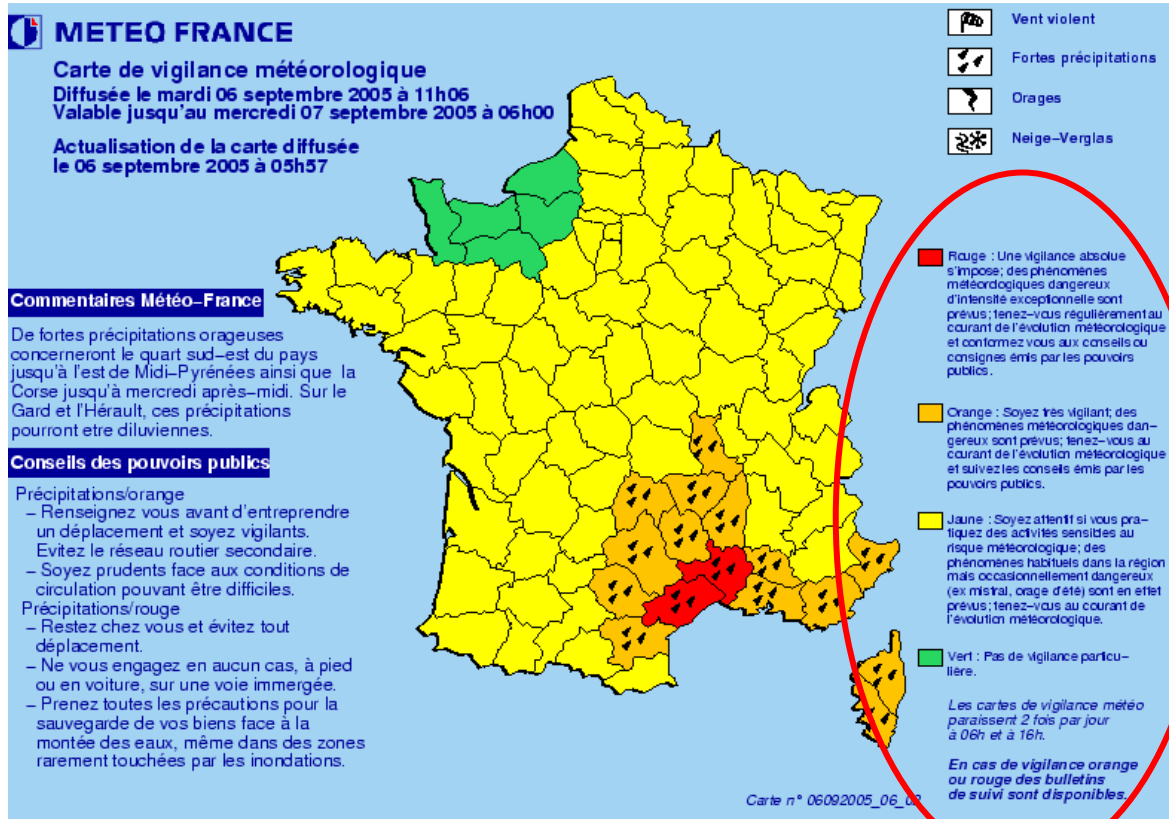 METEO FRANCE
Carte de vigilance météorologique
Diffusée le mardi 06 septembre 2005 à 11h06
Valable jusqu'au mercredi 07 septembre 2005 à 06h00
Actualisation de la carte diffusée
le 06 septembre 2005 à 05h57
Commentaires Météo-France
De fortes précipitations orageuses
concerneront le quart sud-est du pays
jusqu'à l'est de Midi-Pyrénées ainsi que la
Corse jusqu'à mercredi après-midi. Sur le
Gard et l'Hérault, ces précipitations
pourront etre diluviennes.
Conseils des pouvoirs publics
Précipitations/orange
- Renseignez vous avant d'entreprendre
un déplacement et soyez vigilants.
Evitez le réseau routier secondaire.
- Soyez prudents face aux conditions de
circulation pouvant être difficiles.
Précipitations/rouge
- Restez chez vous et évitez tout
déplacement.
- Ne vous engagez en aucun cas, à pied
ou en voiture, sur une voie immergée.
- Prenez toutes les précautions pour la
sauvegarde de vos biens face à la
montée des eaux, même dans des zones
rarement touchées par les inondations.
Vent violent
Fortes précipitations
Orages
Neige-Verglas
Rouge : Une vigilance absolue
s'impose; des phénomènes
météorologiques dangereux
d'intensité exceptionnelle sont
prévus; tenez-vous régulièrement au
courant de l'évolution météorologique
et conformez vous aux conseils ou
consignes émis par les pouvoirs
publics.
Orange : Soyez très vigilant; des
phénomènes météorologiques dan-
gereux sont prévus; tenez-vous au
courant de l'évolution météorologique
et suivez les conseils émis par les
pouvoirs publics.
Jaune : Soyez attentif si vous pra-
tiquez des activités sensibles au
risque météorologique; des
phénomènes habituels dans la région
mais occasionnellement dangereux
(ex mistral, orage d'été) sont en effet
prévus; tenez-vous au courant de
l'évolution météorologique.
Vert : Pas de vigilance particu-
lière.
Les cartes de vigilance météo
paraissent 2 fois par jour
à 06h et à 16h.
En cas de vigilance orange
ou rouge des bulletins
de suivi sont disponibles.
Carte n° 06092005_06_02